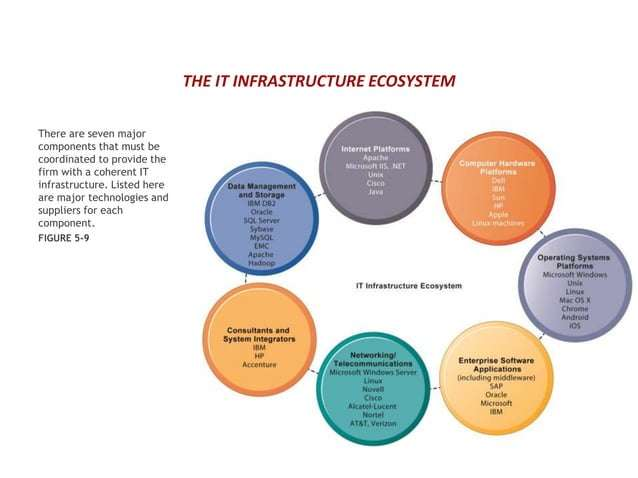 THE IT INFRASTRUCTURE ECOSYSTEM
There are seven major
components that must be
coordinated to provide the
firm with a coherent IT
infrastructure. Listed here
are major technologies and
suppliers for each
component.
FIGURE 5-9
Internet Platforms
Apache
Microsoft IIS, .NET
Unix
Cisco
Java
Computer Hardware
Platforms
Dell
IBM
Sun
HP
Apple
Linux machines
Operating Systems
Platforms
Microsoft Windows
Unix
Linux
Mac OS X
Chrome
Android
iOS
Enterprise Software
Applications
(including middleware)
SAP
Oracle
Microsoft
IBM
Networking/
Telecommunications
Microsoft Windows Server
Linux
Novell
Cisco
Alcatel-Lucent
Nortel
AT&T, Verizon
Consultants and
System Integrators
IBM
HP
Accenture
Data Management
and Storage
IBM DB2
Oracle
SQL Server
Sybase
MySQL
EMC
Apache
Hadoop
IT Infrastructure Ecosystem